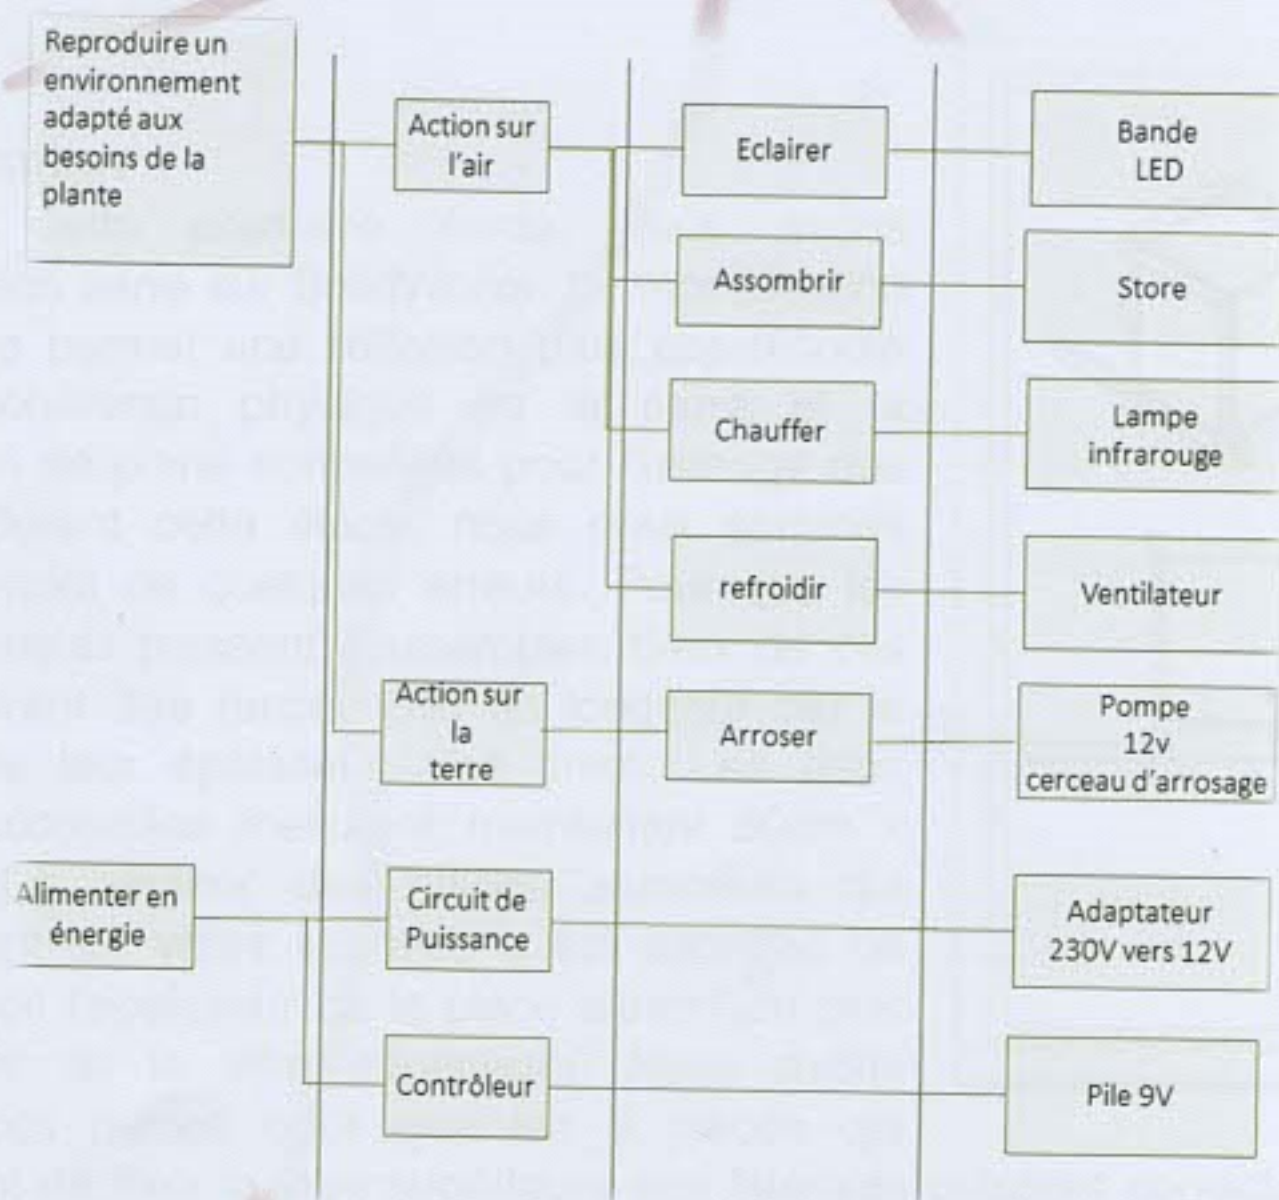 Reproduire un
environnement
adapté aux
besoins de la
plante
Action sur
l'air
Eclairer
Bande
LED
Assombrir
Store
Chauffer
Lampe
infrarouge
refroidir
Ventilateur
Action sur
la
terre
Arroser
Pompe
12v
cerceau d'arrosage
Alimenter en
énergie
Circuit de
Puissance
Adaptateur
230V vers 12V
Contrôleur
Pile 9V